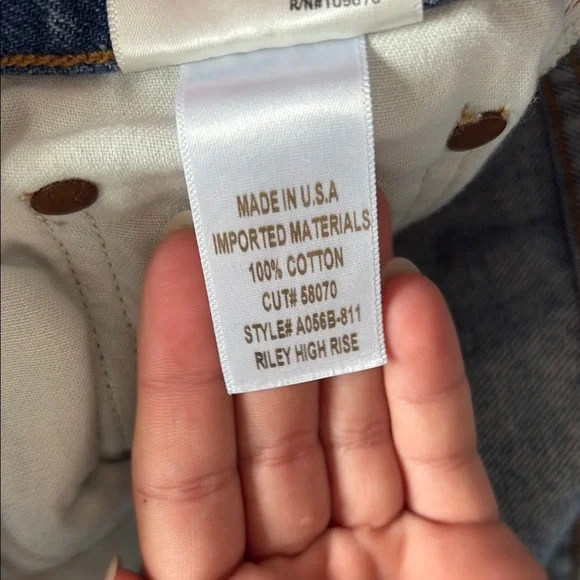 MADE IN U.S.A
IMPORTED MATERIALS
100% COTTON
CUT# 58070
STYLE# A056B-811
RILEY HIGH RISE